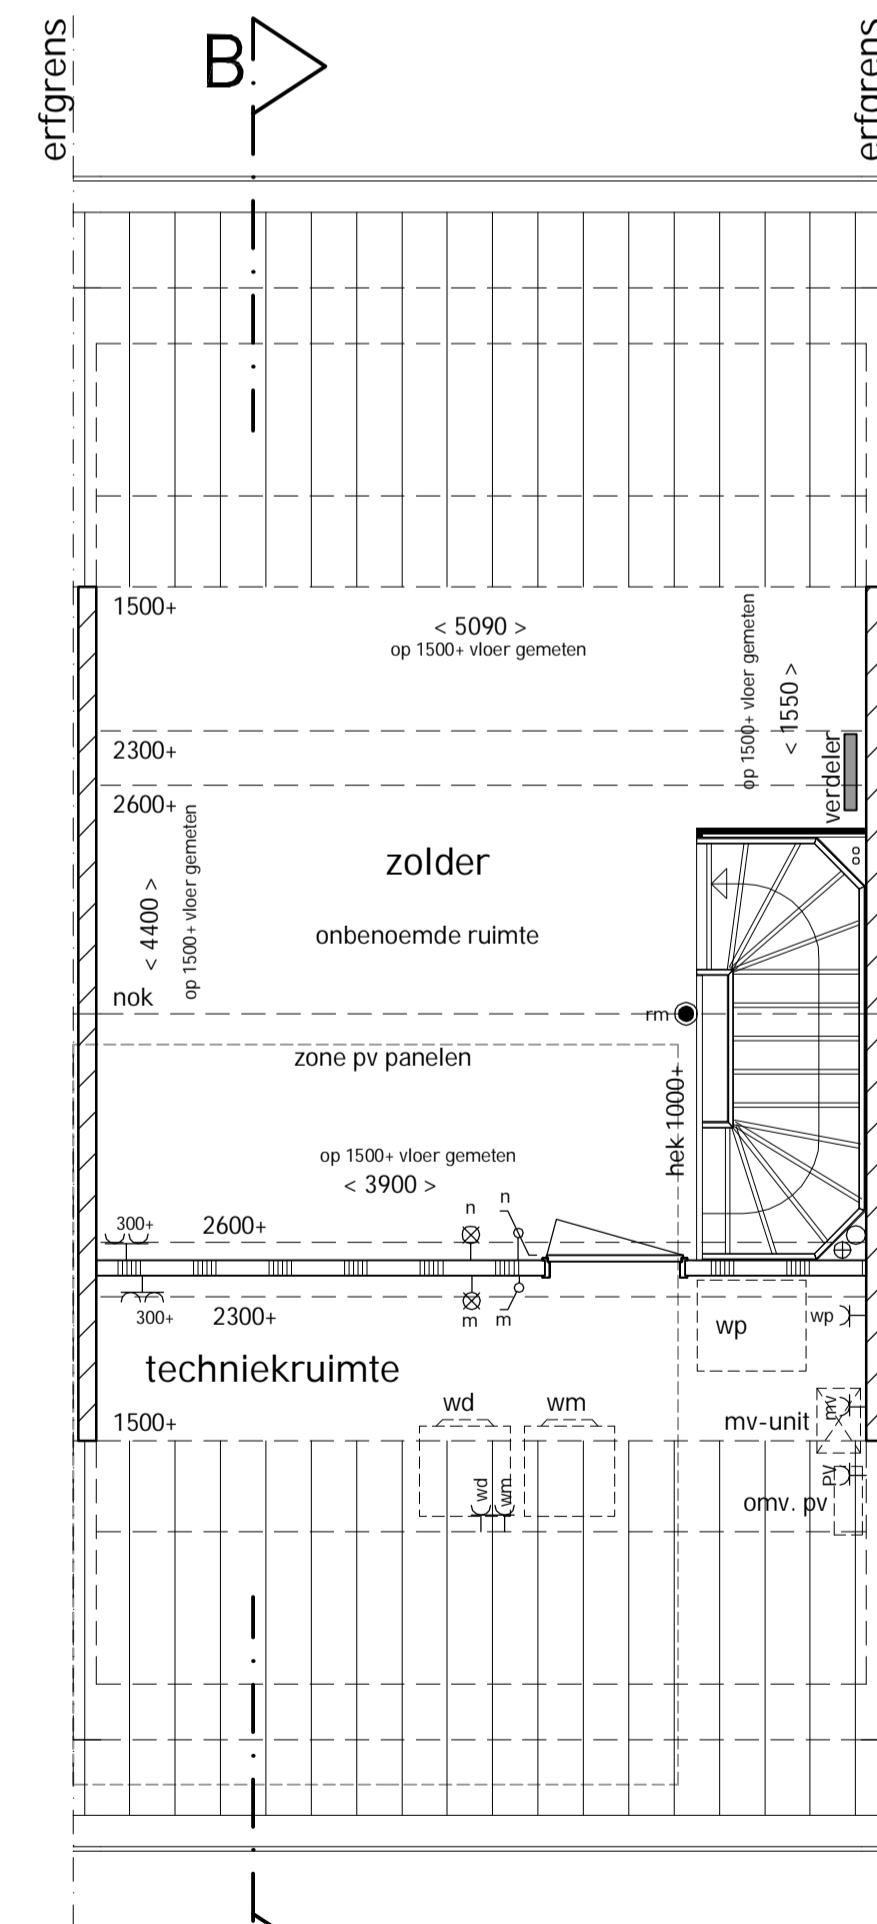 erfgrens
B
erfgrens
1500+
< 5090 >
op 1500+ vloer gemeten
op 1500+ vloer gemeten
< 1550 >
2300+
verdeler
2600+
op 1500+ vloer gemeten
< 4400 >
zolder
onbenoemde ruimte
nok
rm
zone pv panelen
hek 1000+
op 1500+ vloer gemeten
< 3900 >
300+
2600+
n
n
300+
2300+
m
m
wp
wp
techniekruimte
1500+
wd
wm
mv-unit
mv
wd
wm
omv. pv
PV